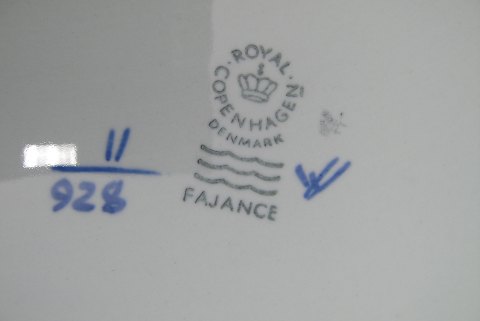 ROYAL
COPENHAGEN
DENMARK
FAJANCE
11
928